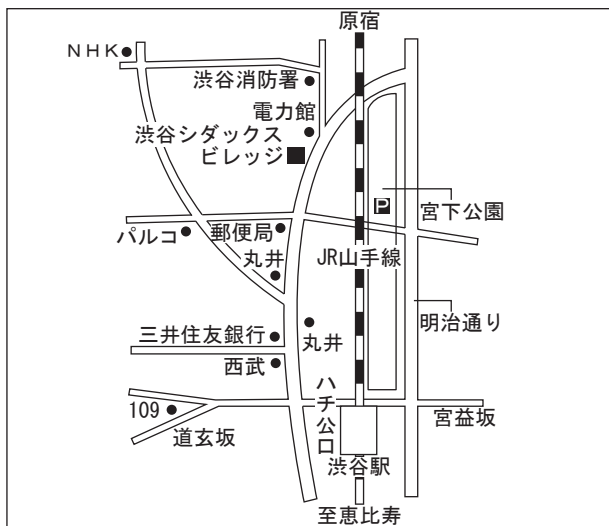 原宿
NHK
渋谷消防署
電力館
渋谷シダックス
ビレッジ
P
宮下公園
パルコ
郵便局
丸井
JR山手線
明治通り
三井住友銀行
丸井
西武
ハチ公口
109
道玄坂
宮益坂
渋谷駅
至恵比寿